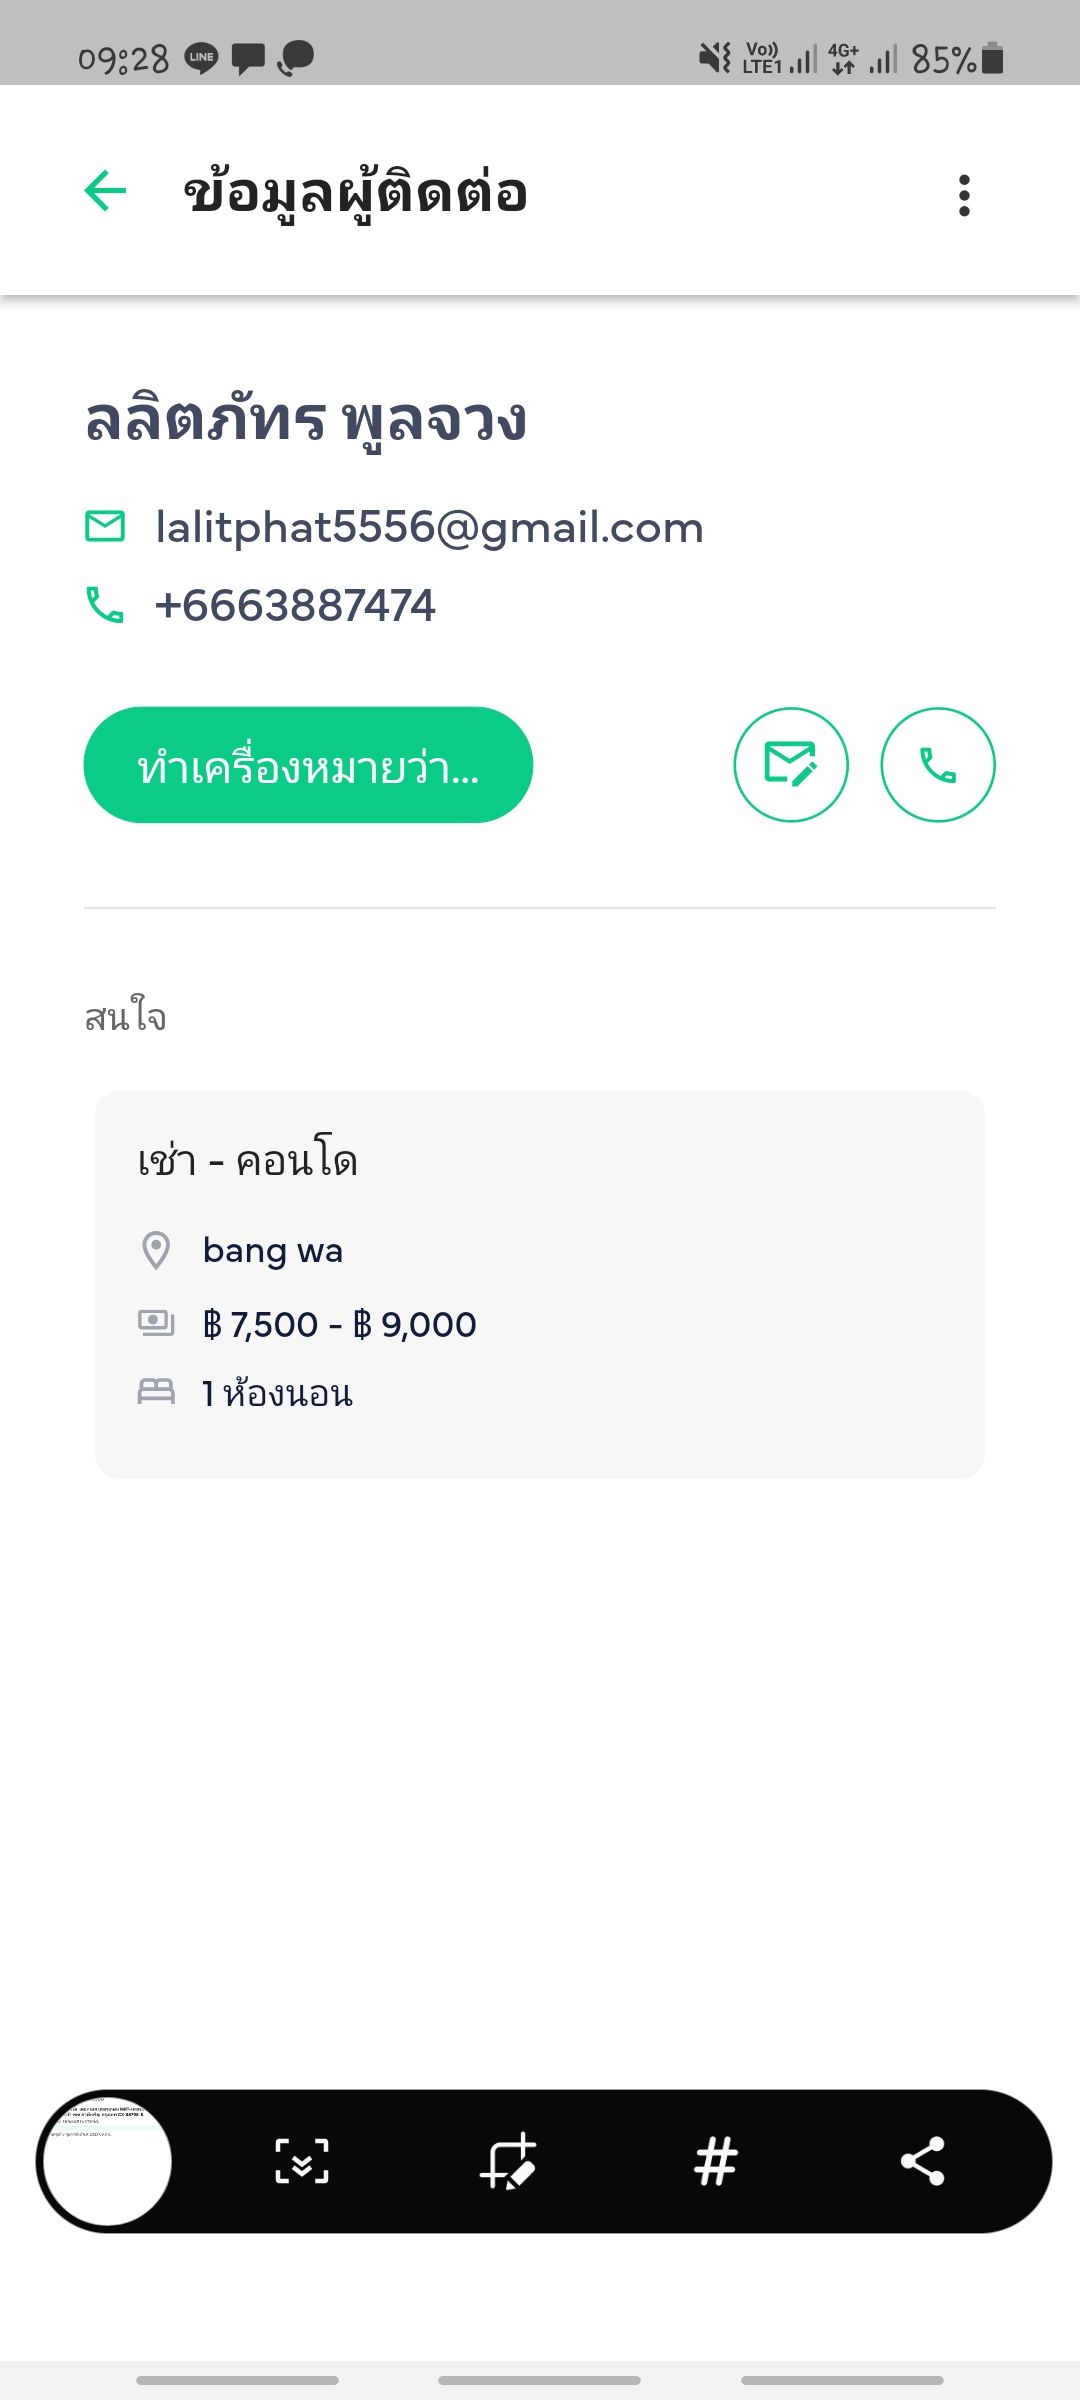 09:28 LINE Vo)) LTE1 4G+ 85%
ข้อมูลผู้ติดต่อ
ลลิตภัทร พูลจวง
lalitphat5556@gmail.com
+6663887474
ทำเครื่องหมายว่า...
สนใจ
เช่า - คอนโด
bang wa
฿ 7,500 - ฿ 9,000
1 ห้องนอน